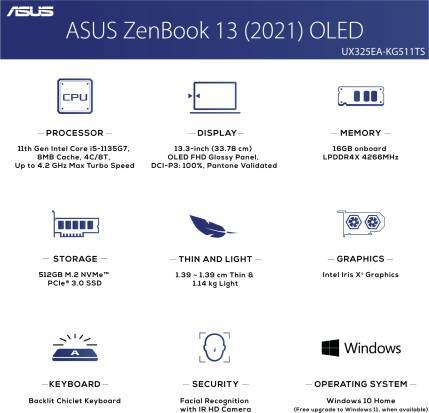 ASUS
ASUS ZenBook 13 (2021) OLED
UX325EA-KG511TS
CPU
PROCESSOR
11th Gen Intel Core i5-1135G7,
8MB Cache, 4C/8T,
Up to 4.2 GHz Max Turbo Speed
DISPLAY
13.3-inch (33.78 cm)
OLED FHD Glossy Panel,
DCI-P3: 100%, Pantone Validated
MEMORY
16GB onboard
LPDDR4X 4266MHz
STORAGE
512GB M.2 NVMe™
PCIe® 3.0 SSD
THIN AND LIGHT
1.39 – 1.39 cm Thin &
1.14 kg Light
GRAPHICS
Intel Iris Xᵉ Graphics
A
KEYBOARD
Backlit Chiclet Keyboard
SECURITY
Facial Recognition
with IR HD Camera
Windows
OPERATING SYSTEM
Windows 10 Home
(Free upgrade to Windows 11, when available)